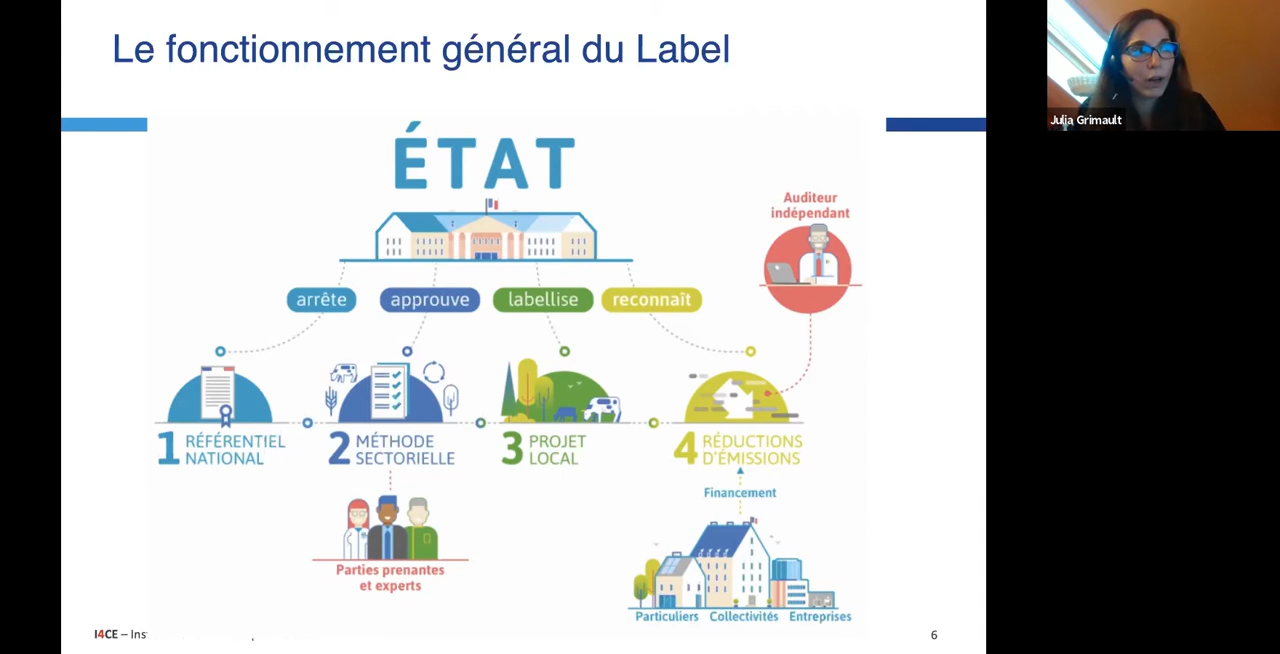 Le fonctionnement général du Label
Julia Grimault
ÉTAT
Auditeur
indépendant
arrête
approuve
labellise
reconnaît
1 RÉFÉRENTIEL
NATIONAL
2 MÉTHODE
SECTORIELLE
3 PROJET
LOCAL
4 RÉDUCTIONS
D'ÉMISSIONS
Financement
Parties prenantes
et experts
Particuliers Collectivités Entreprises
I4CE – Ins
6